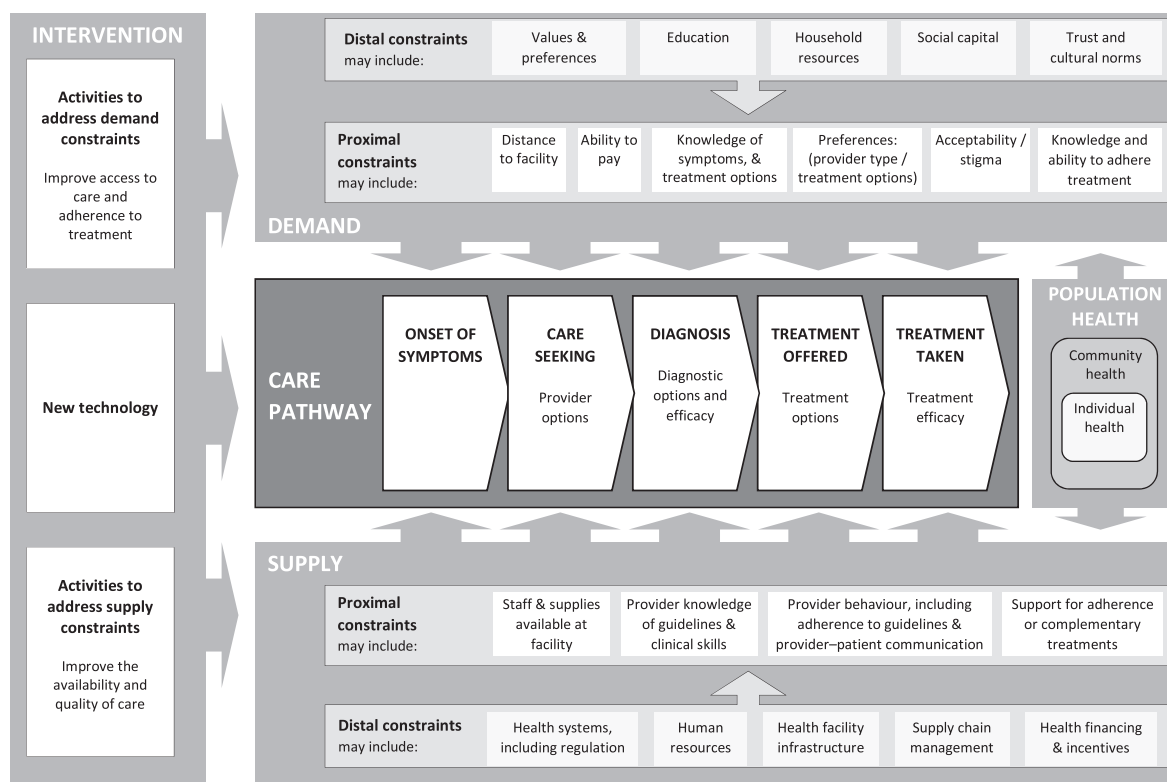 INTERVENTION
Activities to
address demand
constraints
Improve access to
care and
adherence to
treatment
New technology
Activities to
address supply
constraints
Improve the
availability and
quality of care
Distal constraints
may include:
Values &
preferences
Education
Household
resources
Social capital
Trust and
cultural norms
Proximal
constraints
may include:
Distance
to facility
Ability to
pay
Knowledge of
symptoms, &
treatment options
Preferences:
(provider type /
treatment options)
Acceptability /
stigma
Knowledge and
ability to adhere
treatment
DEMAND
CARE
PATHWAY
ONSET OF
SYMPTOMS
CARE
SEEKING
Provider
options
DIAGNOSIS
Diagnostic
options and
efficacy
TREATMENT
OFFERED
Treatment
options
TREATMENT
TAKEN
Treatment
efficacy
POPULATION
HEALTH
Community
health
Individual
health
SUPPLY
Proximal
constraints
may include:
Staff & supplies
available at
facility
Provider knowledge
of guidelines &
clinical skills
Provider behaviour, including
adherence to guidelines &
provider–patient communication
Support for adherence
or complementary
treatments
Distal constraints
may include:
Health systems,
including regulation
Human
resources
Health facility
infrastructure
Supply chain
management
Health financing
& incentives